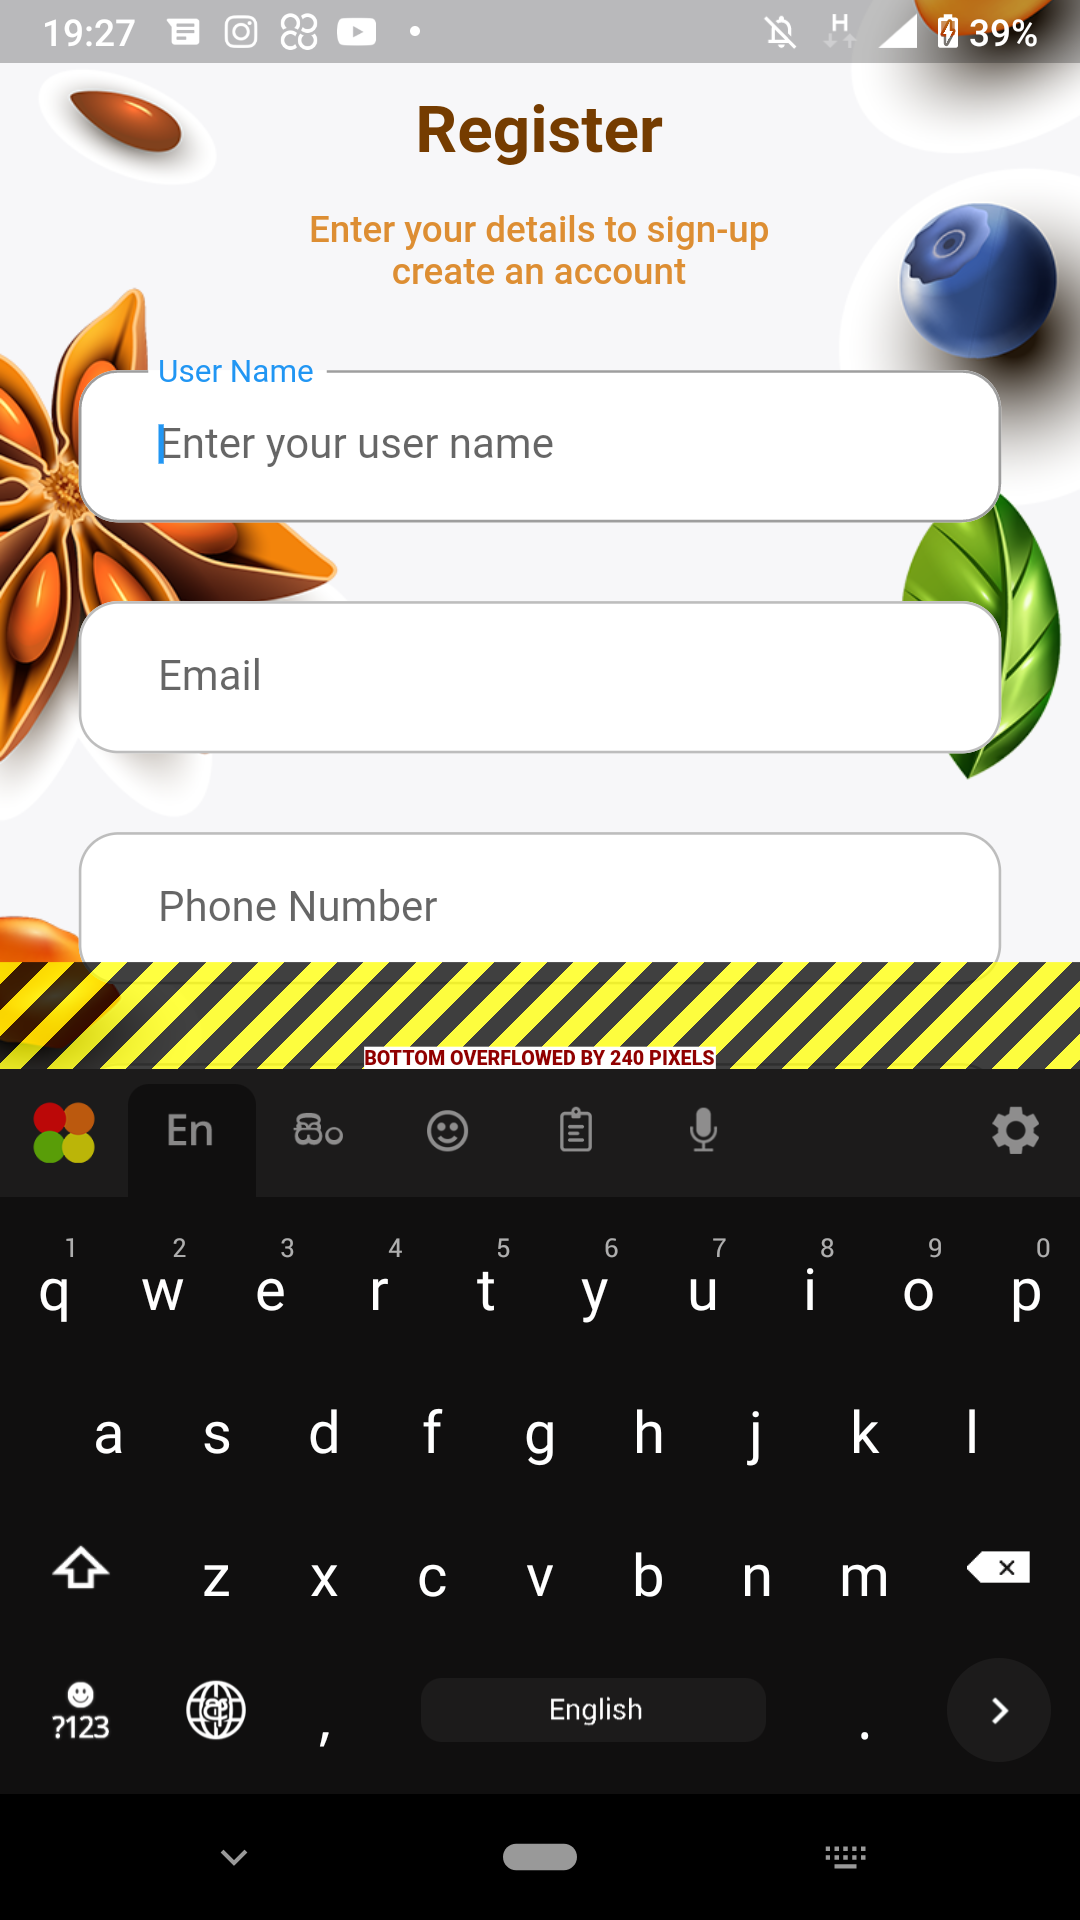 19:27
H
39%
Register
Enter your details to sign-up
create an account
User Name
Enter your user name
Email
Phone Number
BOTTOM OVERFLOWED BY 240 PIXELS
En
සිං
1 2 3 4 5 6 7 8 9 0
q w e r t y u i o p
a s d f g h j k l
z x c v b n m
?123
අ
,
English
.